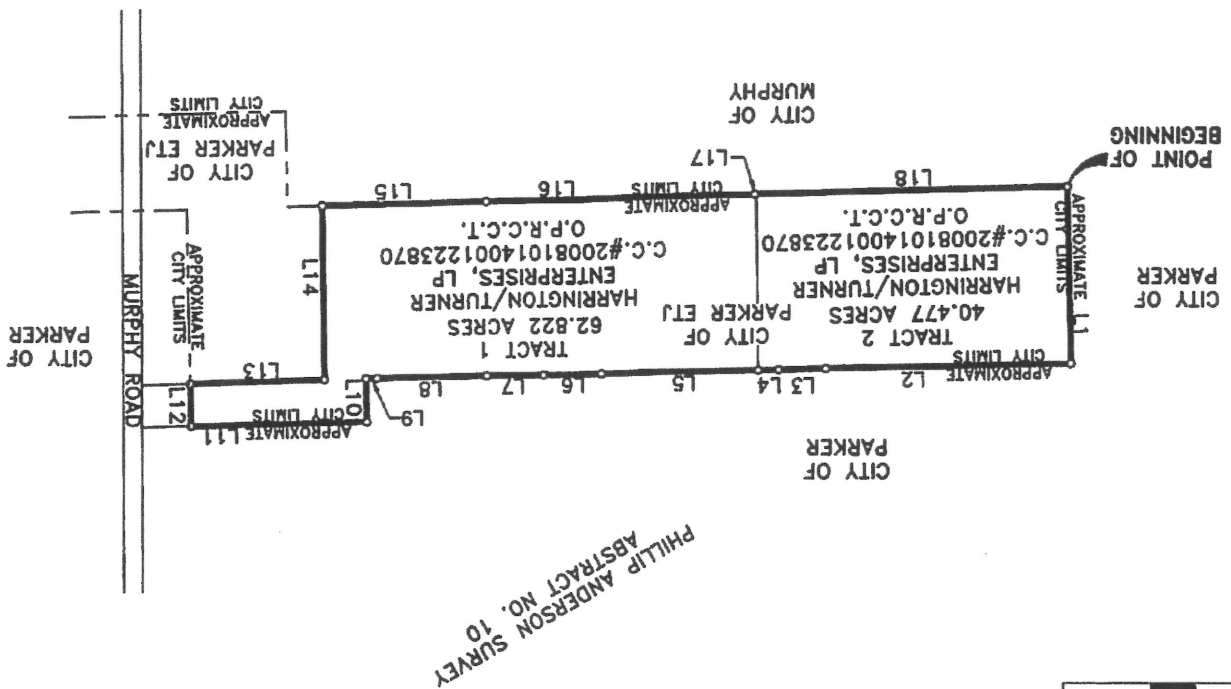 PHILLIP ANDERSON SURVEY
ABSTRACT NO. 10
CITY OF
PARKER
APPROXIMATE
CITY LIMITS
L2
L3
L4
L5
L6
L7
L8
L9
10
APPROXIMATE
CITY LIMITS
L11
L12
L13
MURPHY ROAD
CITY OF
PARKER
CITY OF
PARKER
APPROXIMATE
CITY LIMITS
L1
TRACT 2
40.477 ACRES
HARRINGTON/TURNER
ENTERPRISES, LP
C.C.#20081014001223870
O.P.R.C.C.T.
CITY OF
PARKER ETJ
TRACT 1
62.822 ACRES
HARRINGTON/TURNER
ENTERPRISES, LP
C.C.#20081014001223870
O.P.R.C.C.T.
L14
APPROXIMATE
CITY LIMITS
POINT OF
BEGINNING
L18
L17
APPROXIMATE
CITY LIMITS
L16
L15
CITY OF
PARKER ETJ
APPROXIMATE
CITY LIMITS
CITY OF
MURPHY